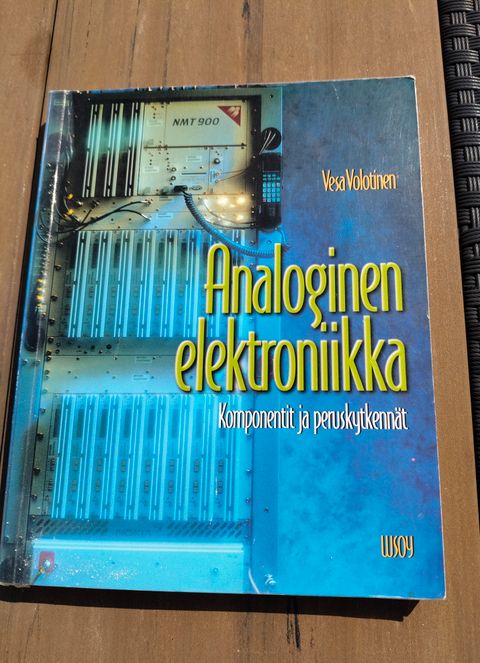 NMT 900
Vesa Volotinen
Analoginen
elektroniikka
Komponentit ja peruskytkennät
WSOY